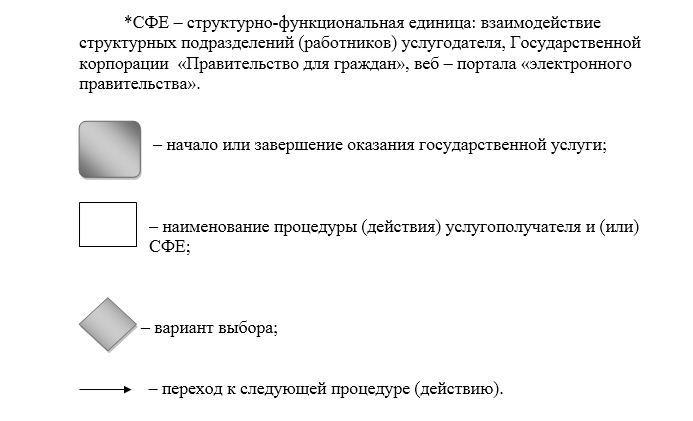 *СФЕ – структурно-функциональная единица: взаимодействие
структурных подразделений (работников) услугодателя, Государственной
корпорации «Правительство для граждан», веб – портала «электронного
правительства».
– начало или завершение оказания государственной услуги;
– наименование процедуры (действия) услугополучателя и (или)
СФЕ;
– вариант выбора;
– переход к следующей процедуре (действию).